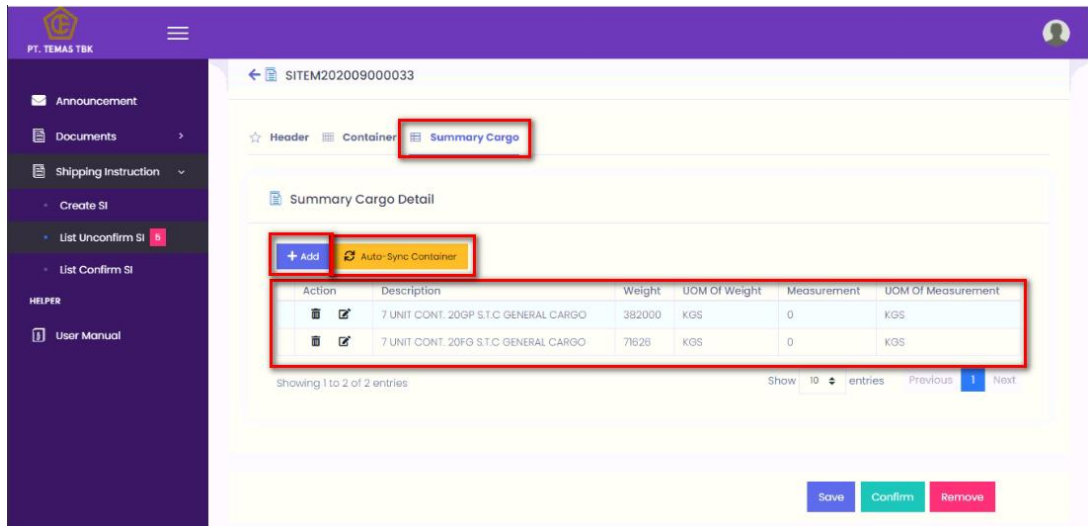 PT. TEMAS TBK
SITEM202009000033
Announcement
Documents
Shipping Instruction
Create SI
List Unconfirm SI 5
List Confirm SI
HELPER
User Manual
Header Container Summary Cargo
Summary Cargo Detail
+ Add Auto-Sync Container
Action Description Weight UOM Of Weight Measurement UOM Of Measurement
7 UNIT CONT. 20GP S.T.C GENERAL CARGO 382000 KGS 0 KGS
7 UNIT CONT. 20FG S.T.C GENERAL CARGO 71626 KGS 0 KGS
Showing 1 to 2 of 2 entries Show 10 entries Previous 1 Next
Save Confirm Remove